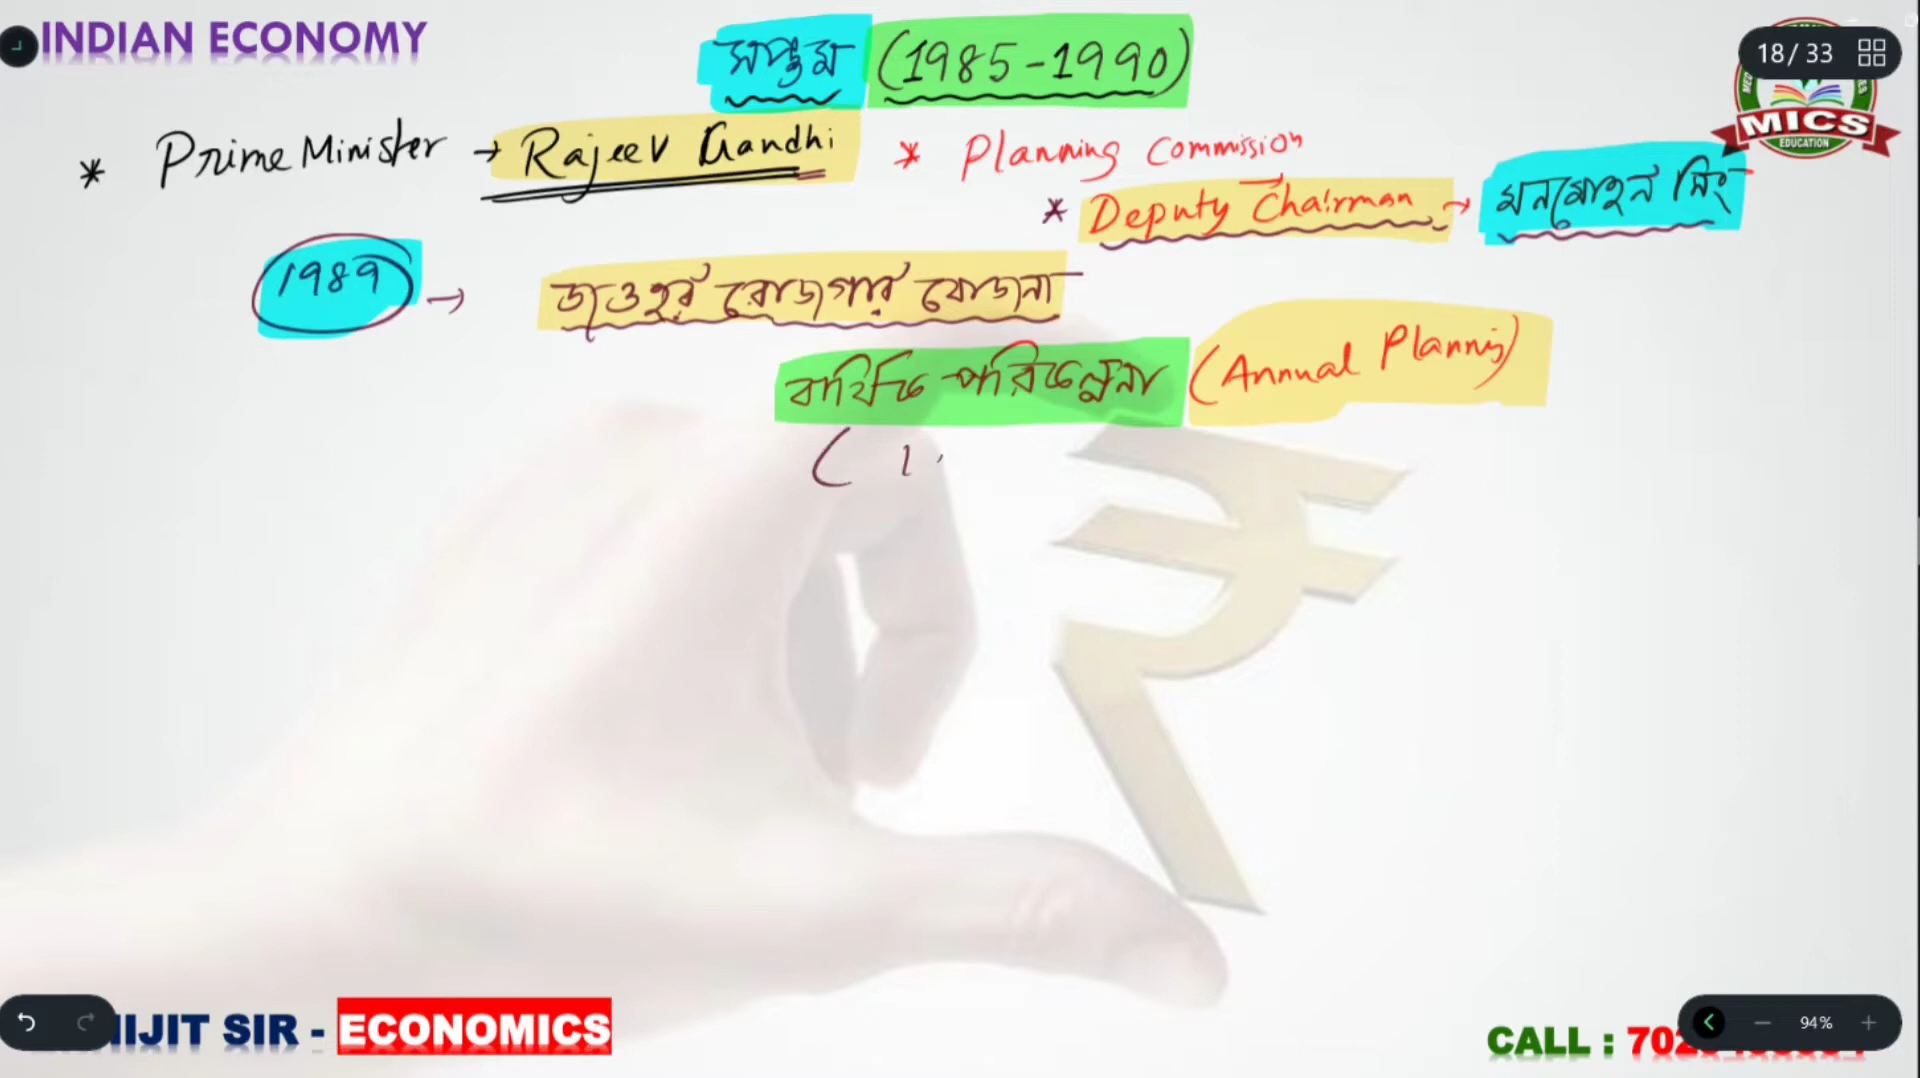 INDIAN ECONOMY
সপ্তম (1985-1990)
18/33
* Prime Minister → Rajeev Gandhi * Planning Commission
MICS
EDUCATION
* Deputy Chairman → মনমোহন সিং
1989 → জওহর রোজগার যোজনা
বার্ষিক পরিকল্পনা (Annual Planning)
( 1
IJIT SIR - ECONOMICS
CALL : 702
94%